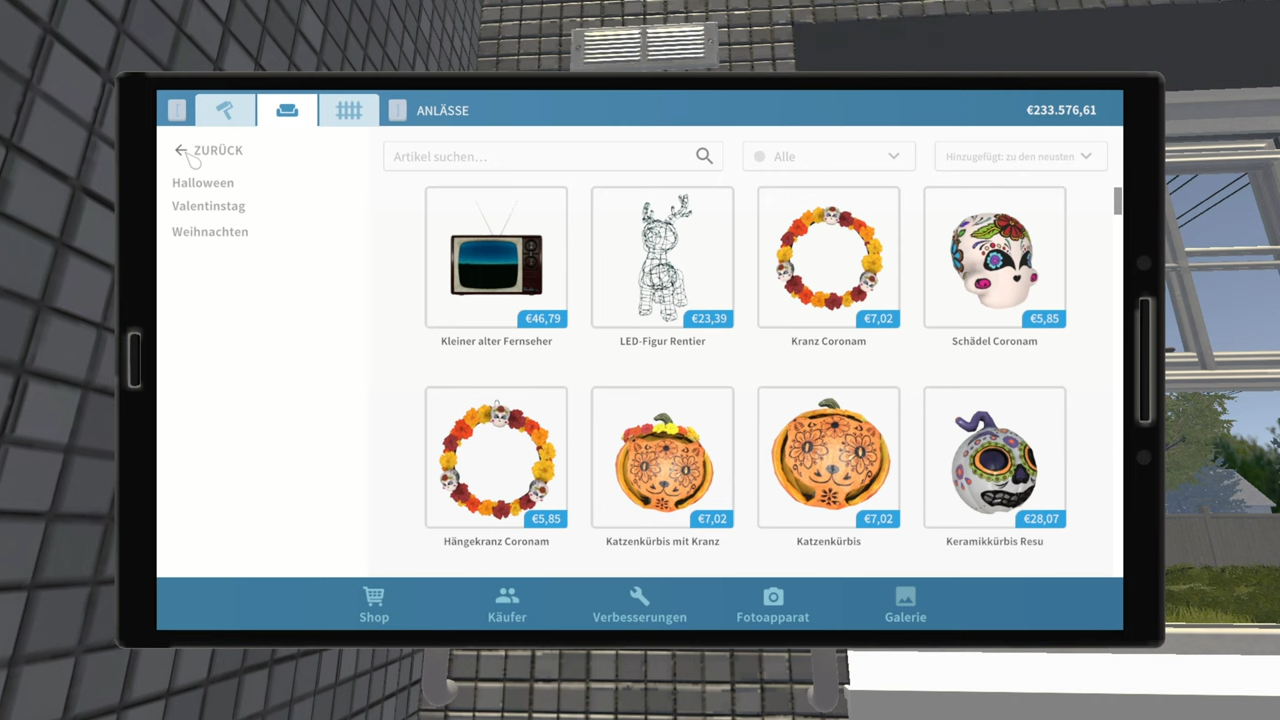 ANLÄSSE
€233.576,61
ZURÜCK
Halloween
Valentinstag
Weihnachten
Artikel suchen...
Alle
Hinzugefügt: zu den neusten
€46,79
€23,39
€7,02
€5,85
Kleiner alter Fernseher
LED-Figur Rentier
Kranz Coronam
Schädel Coronam
€5,85
€7,02
€7,02
€28,07
Hängekranz Coronam
Katzenkürbis mit Kranz
Katzenkürbis
Keramikkürbis Resu
Shop
Käufer
Verbesserungen
Fotoapparat
Galerie